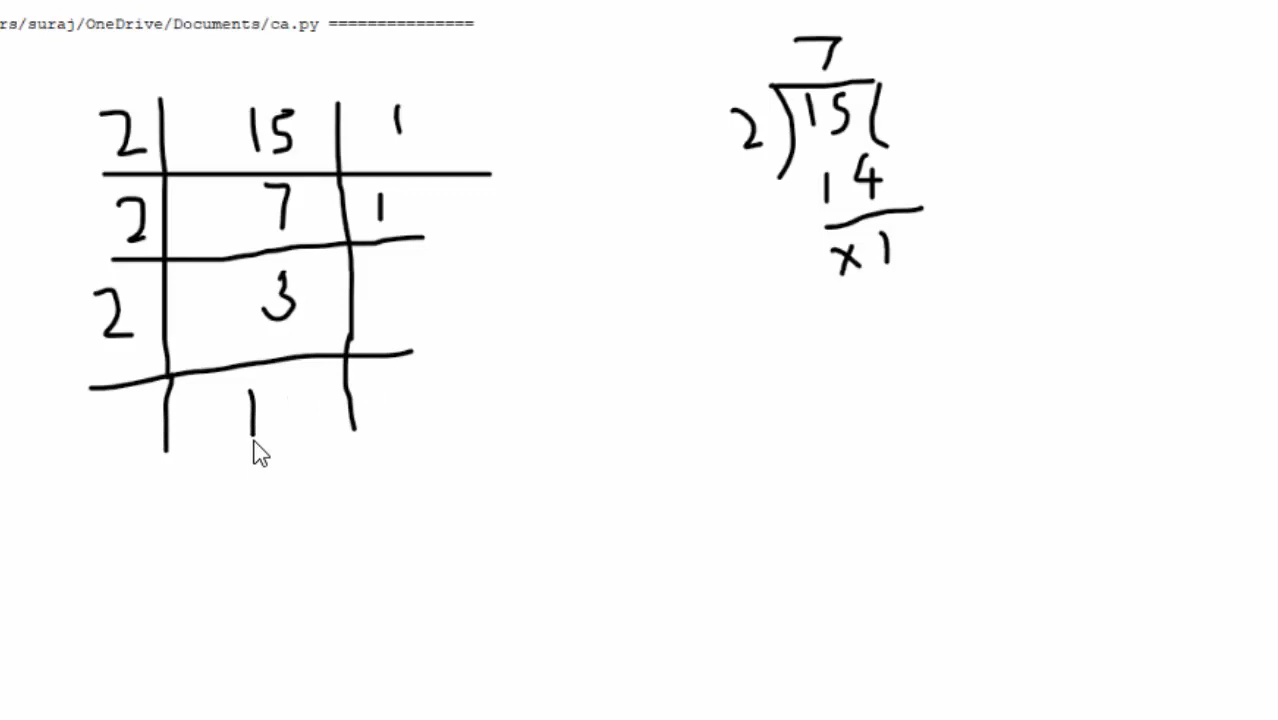 rs/suraj/OneDrive/Documents/ca.py ===============
2 15 1
2 7 1
2 3
1
7
2 ) 15 (
14
x1